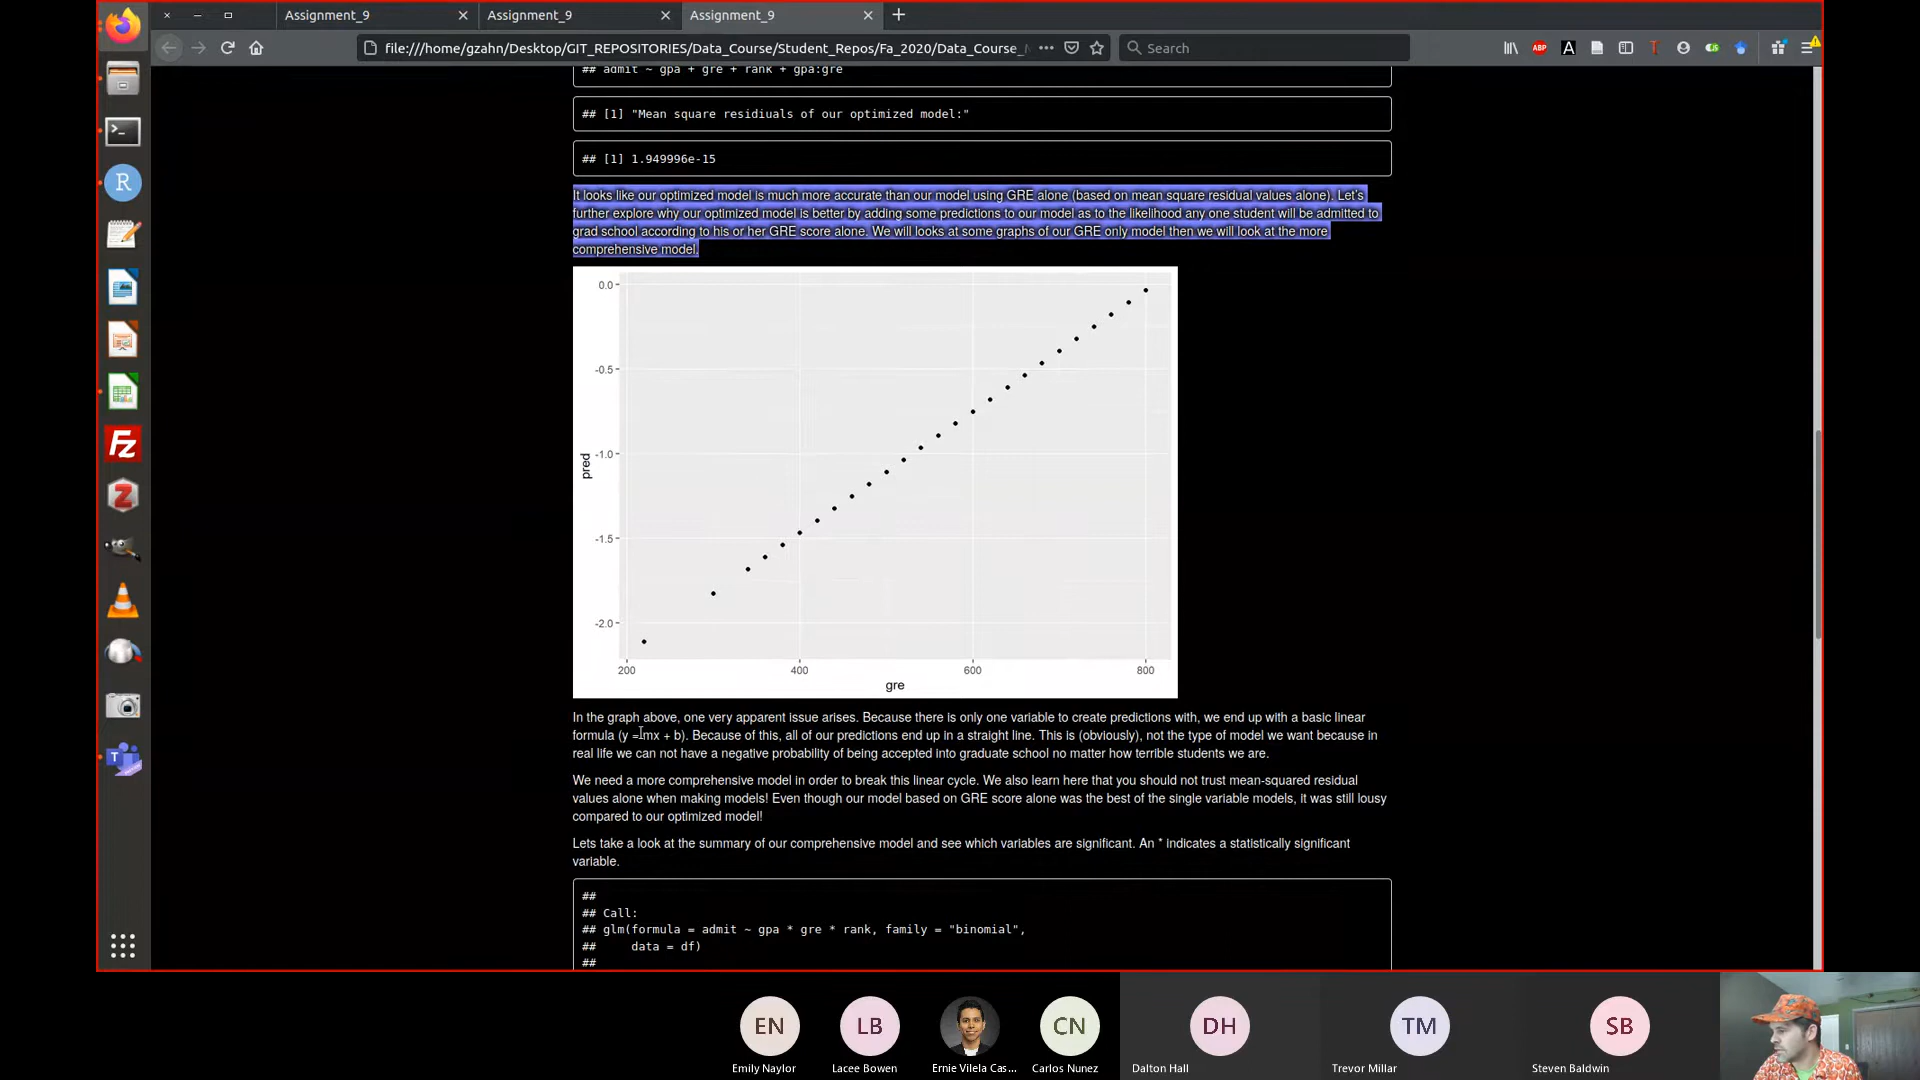 Assignment_9
Assignment_9
Assignment_9
file:///home/gzahn/Desktop/GIT_REPOSITORIES/Data_Course/Student_Repos/Fa_2020/Data_Course_
Search
## admit ~ gpa + gre + rank + gpa:gre
## [1] "Mean square residiuals of our optimized model:"
## [1] 1.949996e-15
It looks like our optimized model is much more accurate than our model using GRE alone (based on mean square residual values alone). Let's
further explore why our optimized model is better by adding some predictions to our model as to the likelihood any one student will be admitted to
grad school according to his or her GRE score alone. We will looks at some graphs of our GRE only model then we will look at the more
comprehensive model.
0.0
-0.5
-1.0
-1.5
-2.0
pred
200 400 600 800
gre
In the graph above, one very apparent issue arises. Because there is only one variable to create predictions with, we end up with a basic linear
formula (y = mx + b). Because of this, all of our predictions end up in a straight line. This is (obviously), not the type of model we want because in
real life we can not have a negative probability of being accepted into graduate school no matter how terrible students we are.
We need a more comprehensive model in order to break this linear cycle. We also learn here that you should not trust mean-squared residual
values alone when making models! Even though our model based on GRE score alone was the best of the single variable models, it was still lousy
compared to our optimized model!
Lets take a look at the summary of our comprehensive model and see which variables are significant. An * indicates a statistically significant
variable.
##
## Call:
## glm(formula = admit ~ gpa * gre * rank, family = "binomial",
## data = df)
##
EN LB CN DH TM SB
Emily Naylor Lacee Bowen Ernie Vilela Cas... Carlos Nunez Dalton Hall Trevor Millar Steven Baldwin